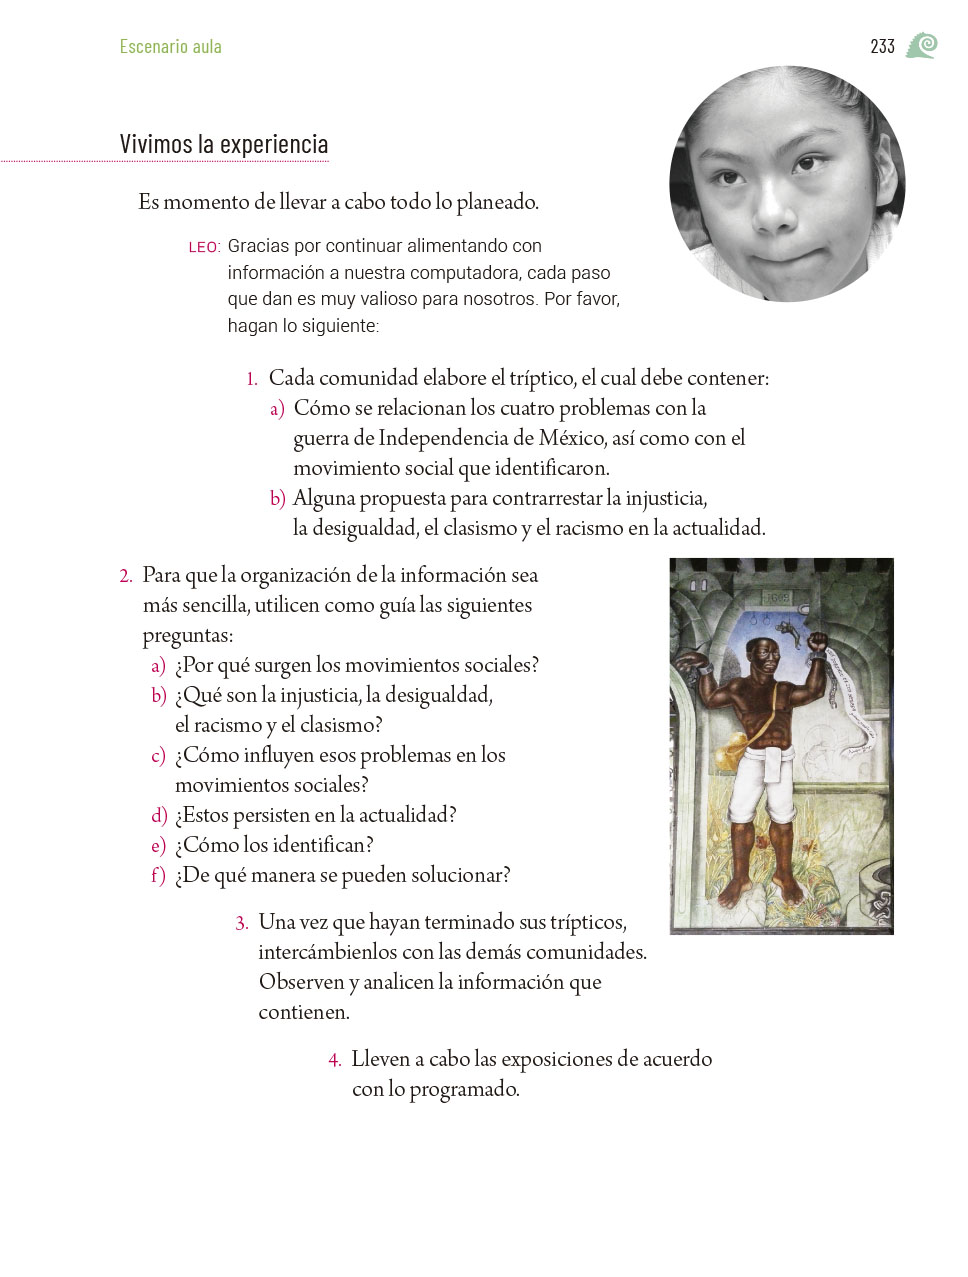 Escenario aula
233
Vivimos la experiencia
Es momento de llevar a cabo todo lo planeado.
LEO: Gracias por continuar alimentando con
información a nuestra computadora, cada paso
que dan es muy valioso para nosotros. Por favor,
hagan lo siguiente:
1. Cada comunidad elabore el tríptico, el cual debe contener:
a) Cómo se relacionan los cuatro problemas con la
guerra de Independencia de México, así como con el
movimiento social que identificaron.
b) Alguna propuesta para contrarrestar la injusticia,
la desigualdad, el clasismo y el racismo en la actualidad.
2. Para que la organización de la información sea
más sencilla, utilicen como guía las siguientes
preguntas:
a) ¿Por qué surgen los movimientos sociales?
b) ¿Qué son la injusticia, la desigualdad,
el racismo y el clasismo?
c) ¿Cómo influyen esos problemas en los
movimientos sociales?
d) ¿Estos persisten en la actualidad?
e) ¿Cómo los identifican?
f) ¿De qué manera se pueden solucionar?
3. Una vez que hayan terminado sus trípticos,
intercámbienlos con las demás comunidades.
Observen y analicen la información que
contienen.
4. Lleven a cabo las exposiciones de acuerdo
con lo programado.